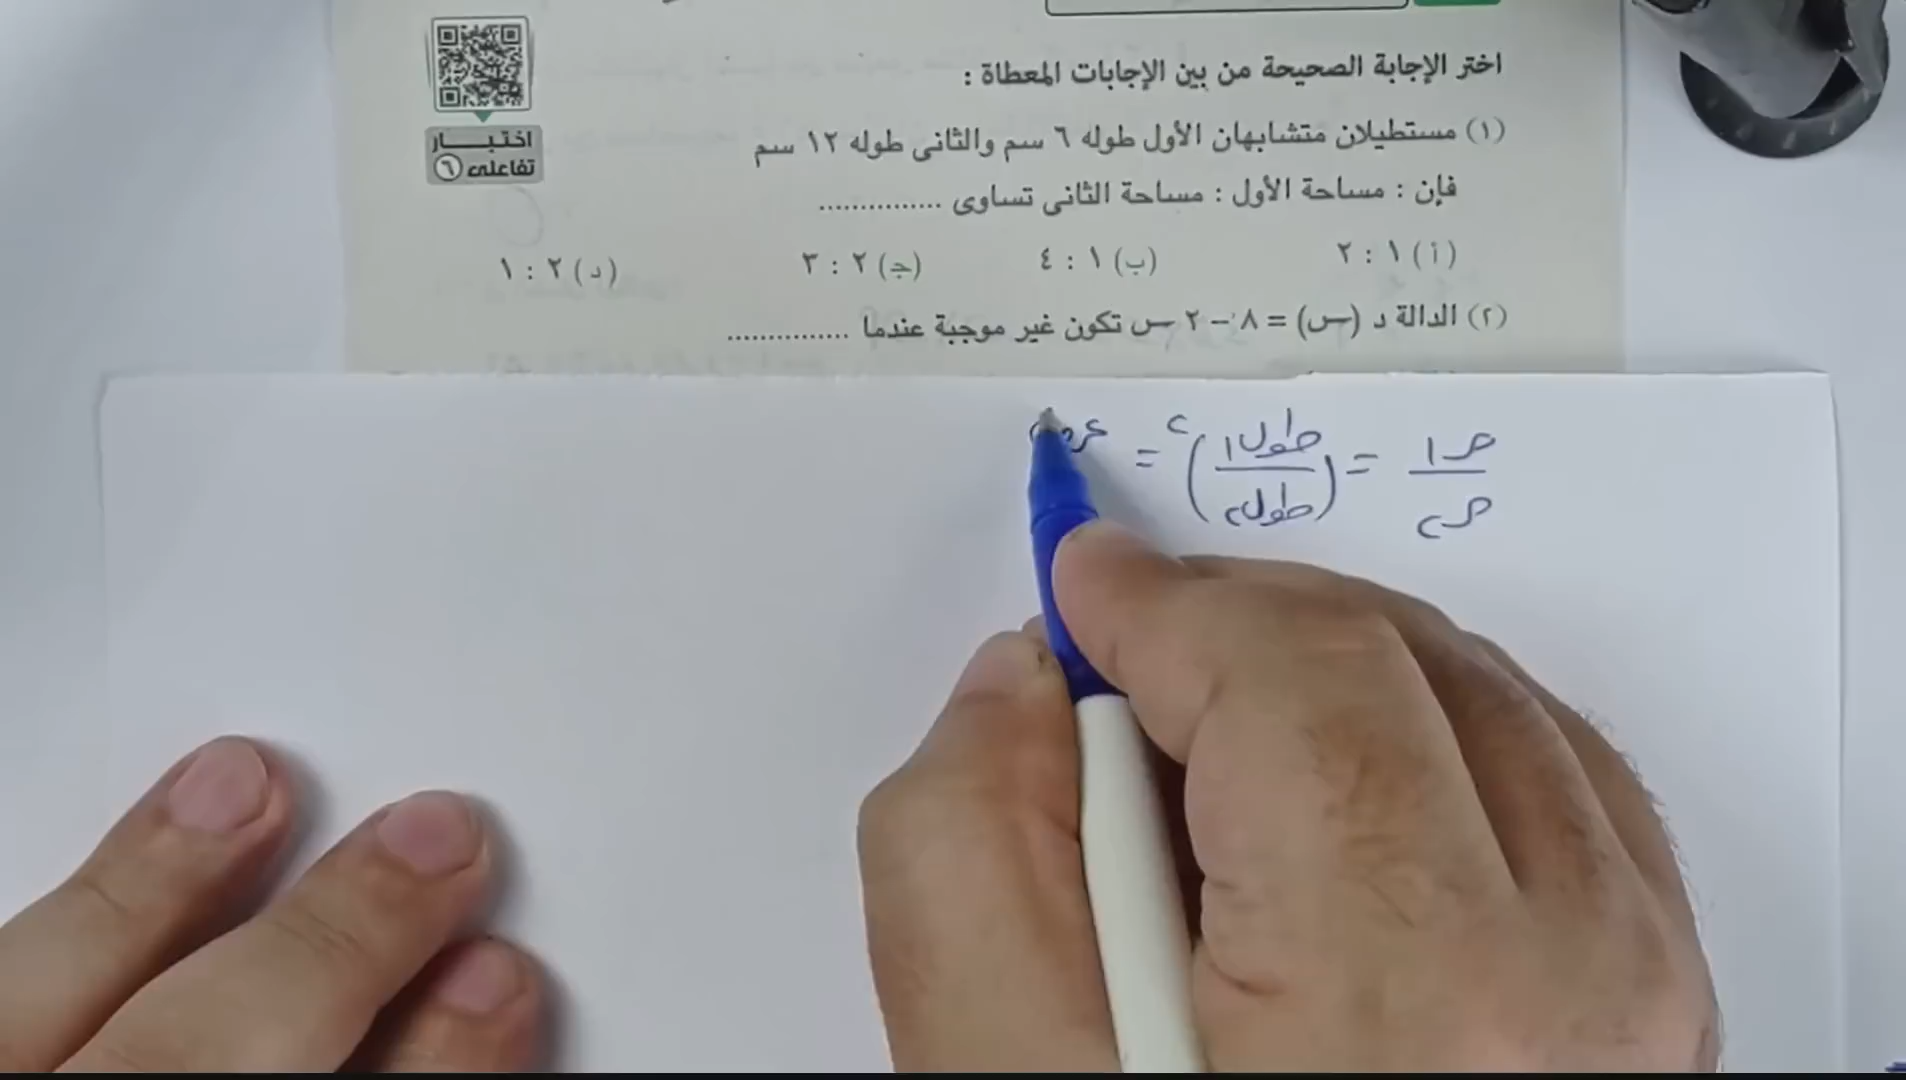 اختر الإجابة الصحيحة من بين الإجابات المعطاة :
اختبـــــار
تفاعلى ٦
(١) مستطيلان متشابهان الأول طوله ٦ سم والثانى طوله ١٢ سم
فإن : مساحة الأول : مساحة الثانى تساوى ...............
(أ) ١ : ٢ (ب) ١ : ٤ (جـ) ٢ : ٣ (د) ٢ : ١
(٢) الدالة د (س) = ٨ – ٢ س تكون غير موجبة عندما ...............
م١ / م٢ = (طول١ / طول٢)٢ =